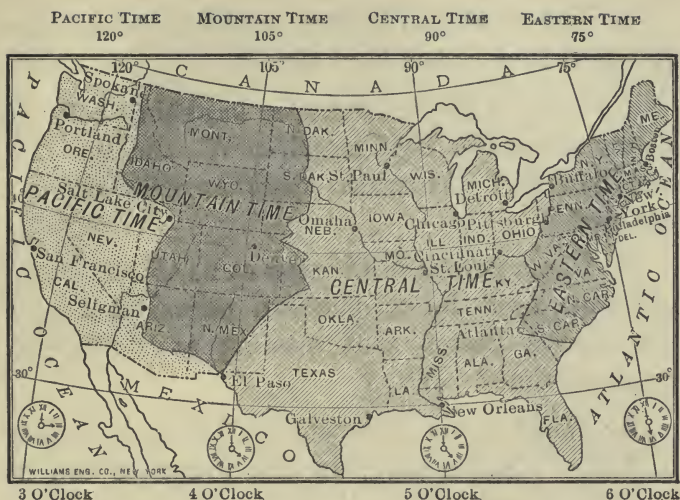 PACIFIC TIME MOUNTAIN TIME CENTRAL TIME EASTERN TIME
120° 105° 90° 75°
120° 105° 90° 75°
CANADA
PACIFIC OCEAN
ATLANTIC OCEAN
MEXICO
Spokan
WASH.
Portland
ORE.
IDAHO
MONT.
WYO.
N. DAK.
S. DAK.
MINN.
St. Paul
WIS.
MICH.
Detroit
N.Y.
Buffalo
ME.
Boston
New York
Philadelphia
DEL.
PENN.
Pittsburg
Salt Lake City
PACIFIC TIME
MOUNTAIN TIME
Omaha
NEB.
IOWA
Chicago
ILL.
IND.
OHIO
Cincinnati
W. VA.
VA.
EASTERN TIME
NEV.
San Francisco
CAL.
UTAH
COL.
Denver
KAN.
MO.
St. Louis
KY.
CENTRAL TIME
N. CAR.
S. CAR.
Seligman
ARIZ.
N. MEX.
OKLA.
ARK.
TENN.
Atlanta
MISS.
ALA.
GA.
El Paso
TEXAS
LA.
Galveston
New Orleans
FLA.
30° 30°
WILLIAMS ENG. CO., NEW YORK
3 O'Clock 4 O'Clock 5 O'Clock 6 O'Clock